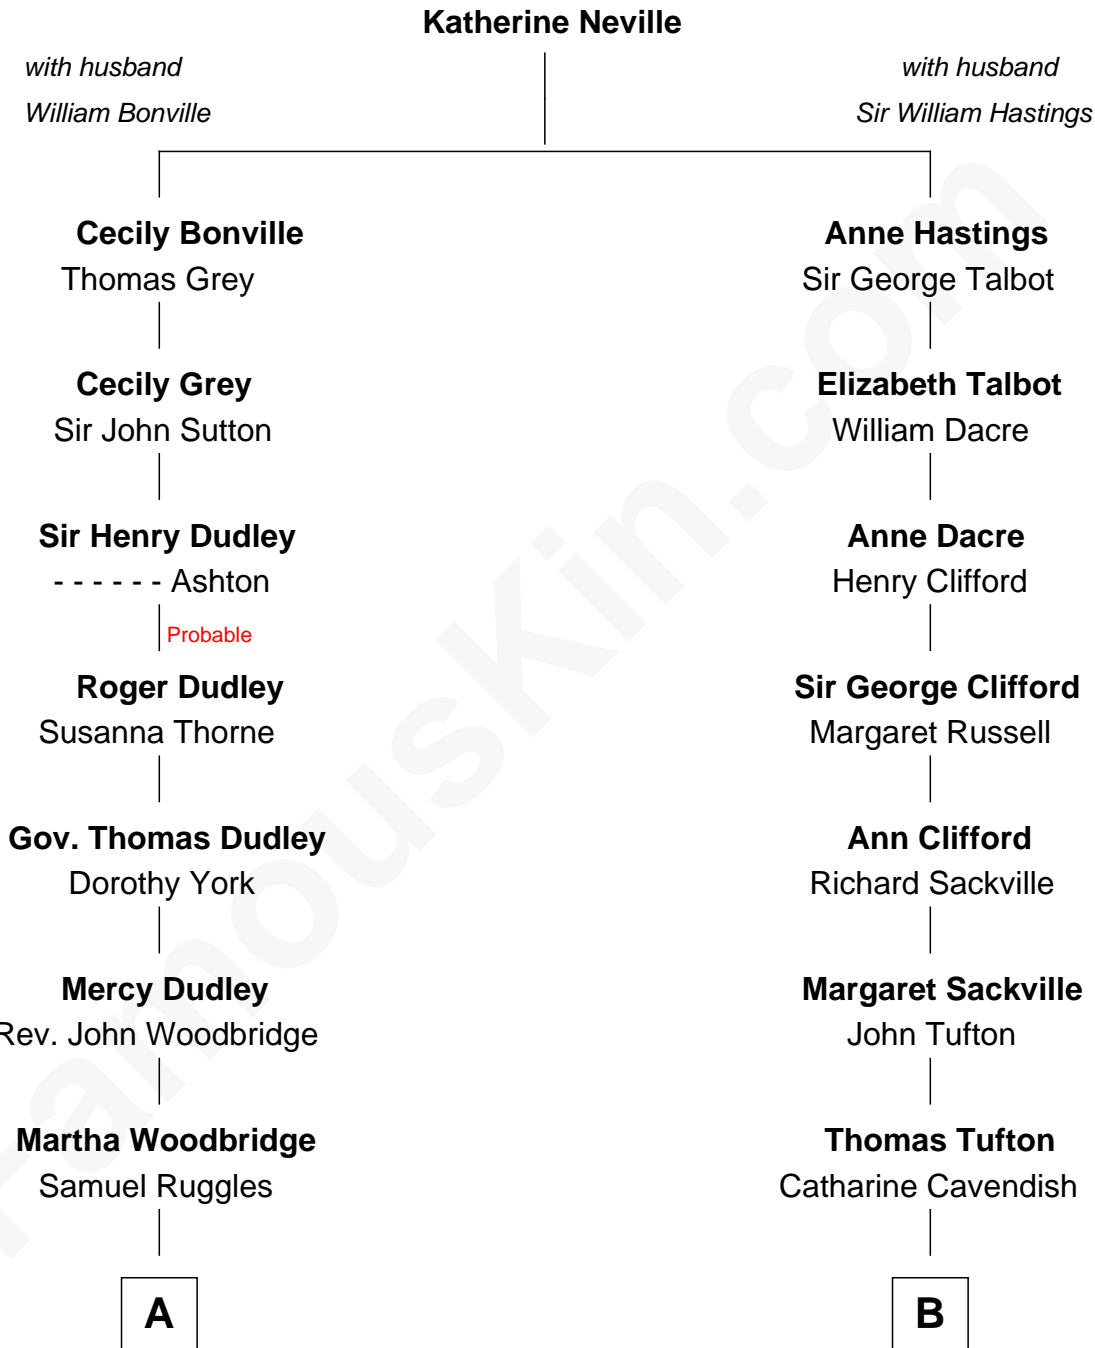 Katherine Neville
with husband
William Bonville
with husband
Sir William Hastings
Cecily Bonville
Thomas Grey
Anne Hastings
Sir George Talbot
Cecily Grey
Sir John Sutton
Elizabeth Talbot
William Dacre
Sir Henry Dudley
- - - - - - Ashton
Anne Dacre
Henry Clifford
Probable
Roger Dudley
Susanna Thorne
Sir George Clifford
Margaret Russell
Gov. Thomas Dudley
Dorothy York
Ann Clifford
Richard Sackville
Mercy Dudley
Rev. John Woodbridge
Margaret Sackville
John Tufton
Martha Woodbridge
Samuel Ruggles
Thomas Tufton
Catharine Cavendish
A
B
FamousKin.com